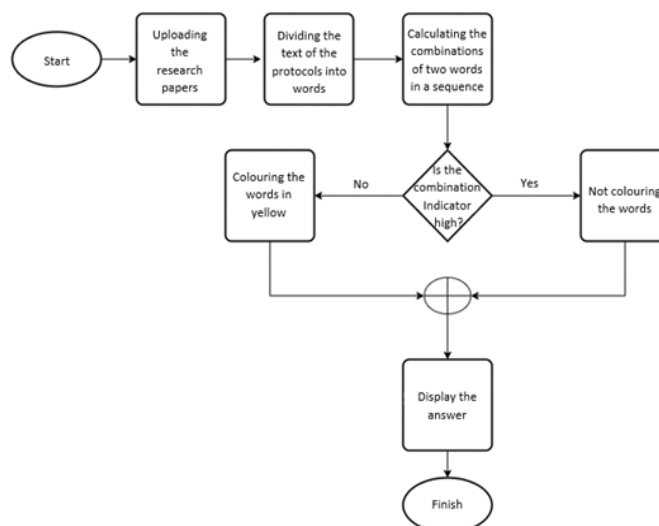 Start
Uploading
the
research
papers
Dividing the
text of the
protocols into
words
Calculating the
combinations
of two words
in a sequence
Is the
combination
Indicator
high?
No
Yes
Colouring the
words in
yellow
Not colouring
the words
Display the
answer
Finish